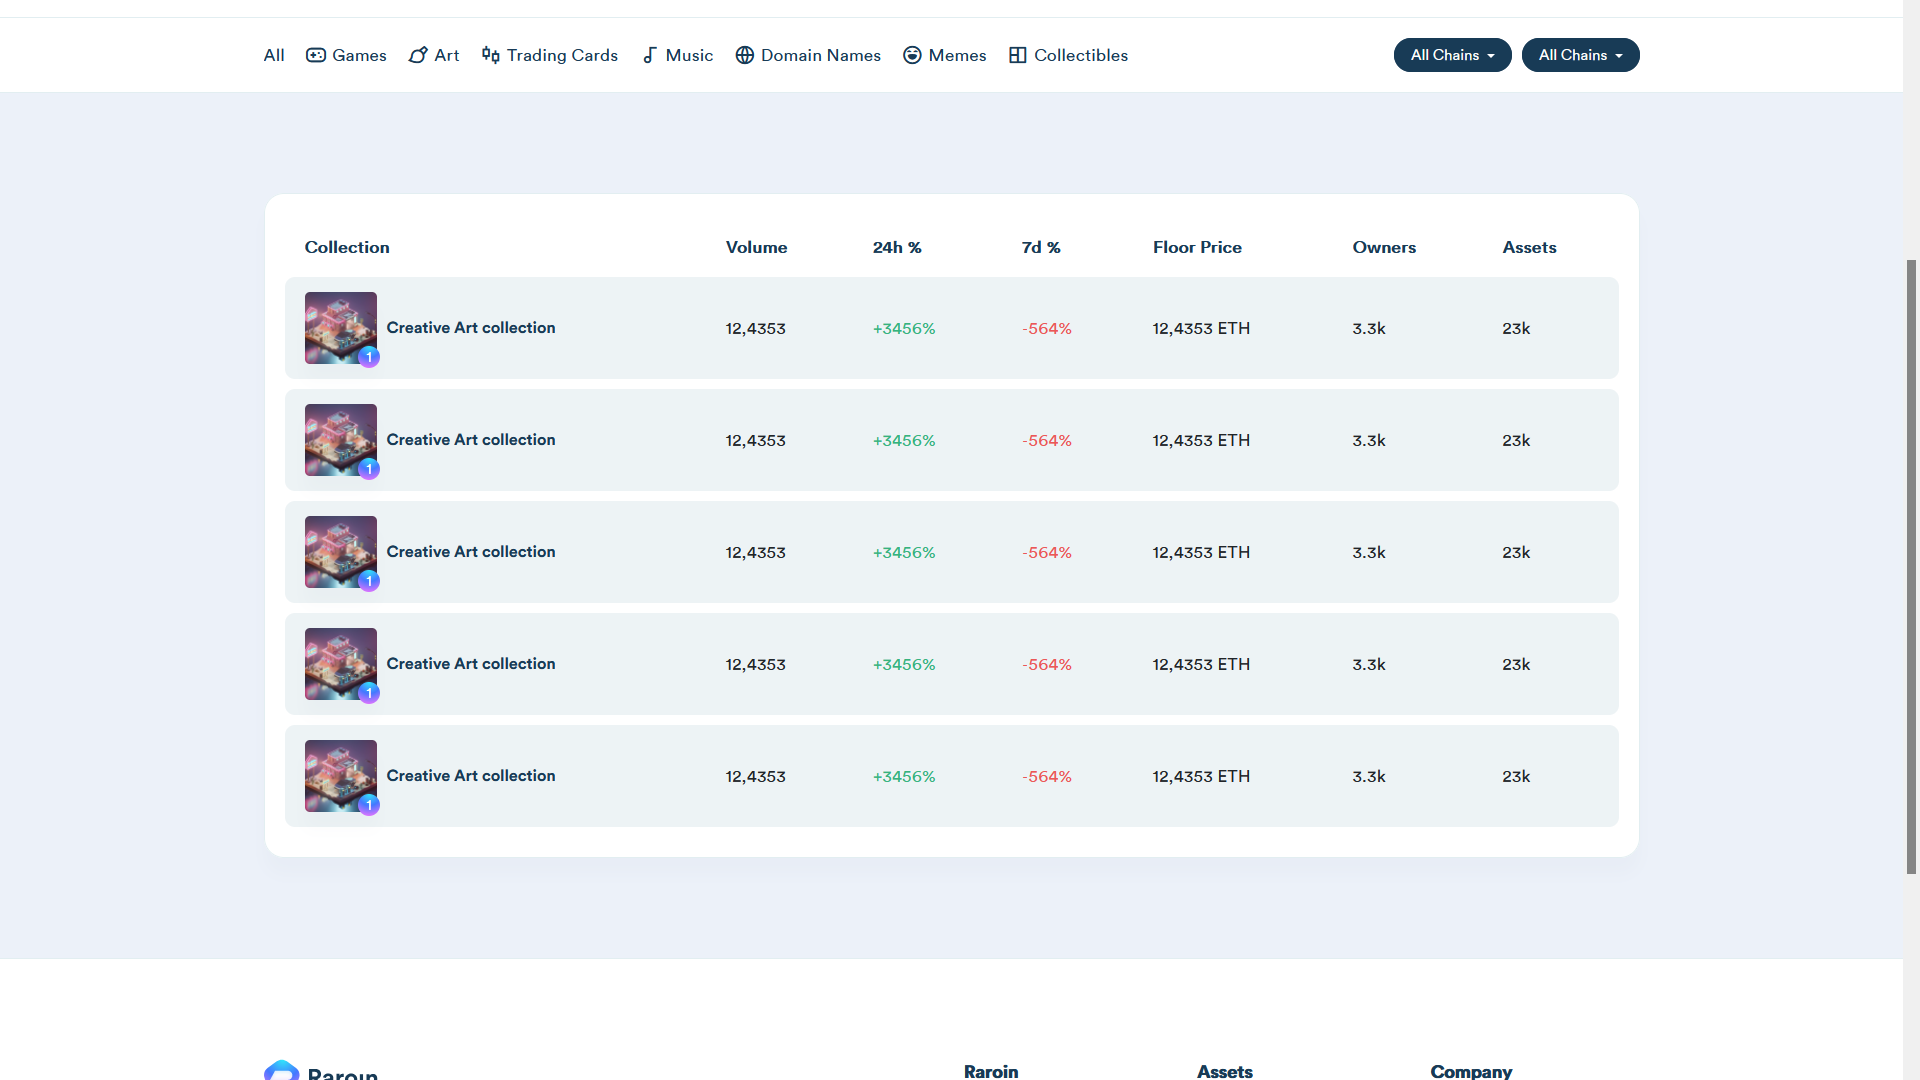 All Games Art Trading Cards Music Domain Names Memes Collectibles All Chains All Chains
Collection Volume 24h % 7d % Floor Price Owners Assets
1 Creative Art collection 12,4353 +3456% -564% 12,4353 ETH 3.3k 23k
1 Creative Art collection 12,4353 +3456% -564% 12,4353 ETH 3.3k 23k
1 Creative Art collection 12,4353 +3456% -564% 12,4353 ETH 3.3k 23k
1 Creative Art collection 12,4353 +3456% -564% 12,4353 ETH 3.3k 23k
1 Creative Art collection 12,4353 +3456% -564% 12,4353 ETH 3.3k 23k
Raroin Raroin Assets Company